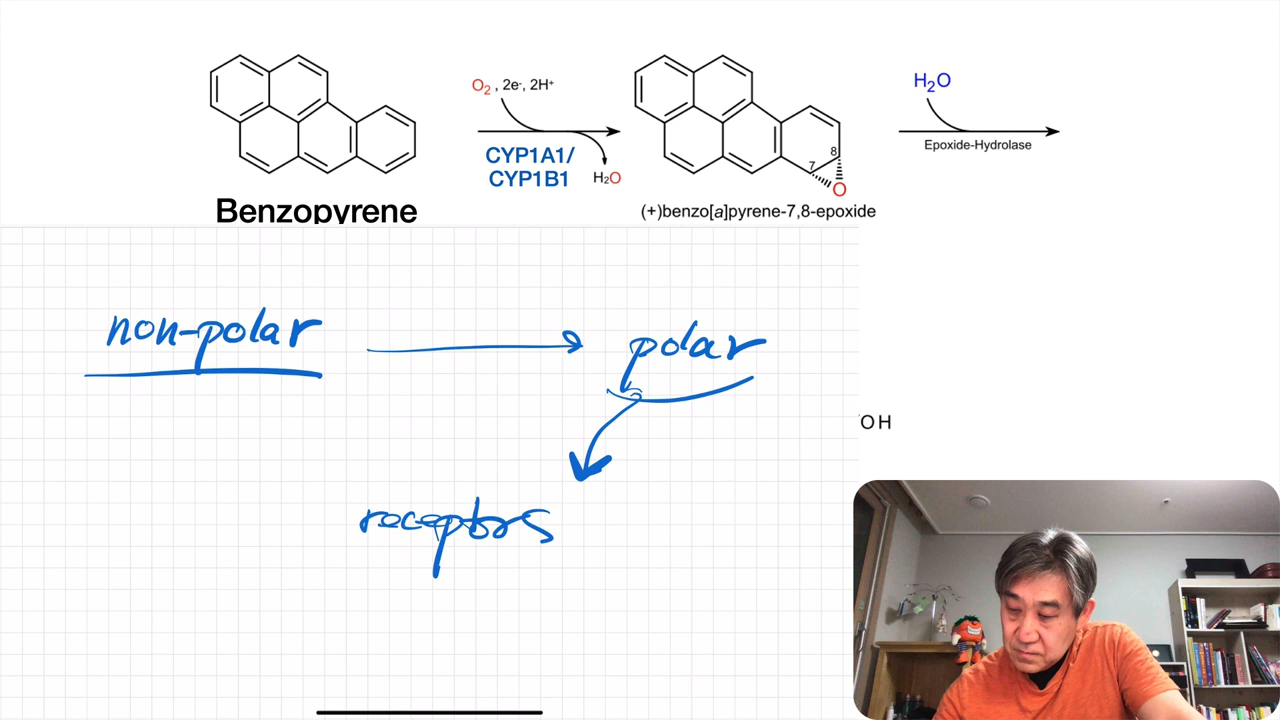 O₂ , 2e⁻, 2H⁺
CYP1A1/
CYP1B1
H₂O
Benzopyrene
7
8
O
(+)benzo[a]pyrene-7,8-epoxide
H₂O
Epoxide-Hydrolase
non-polar
polar
receptors
OH